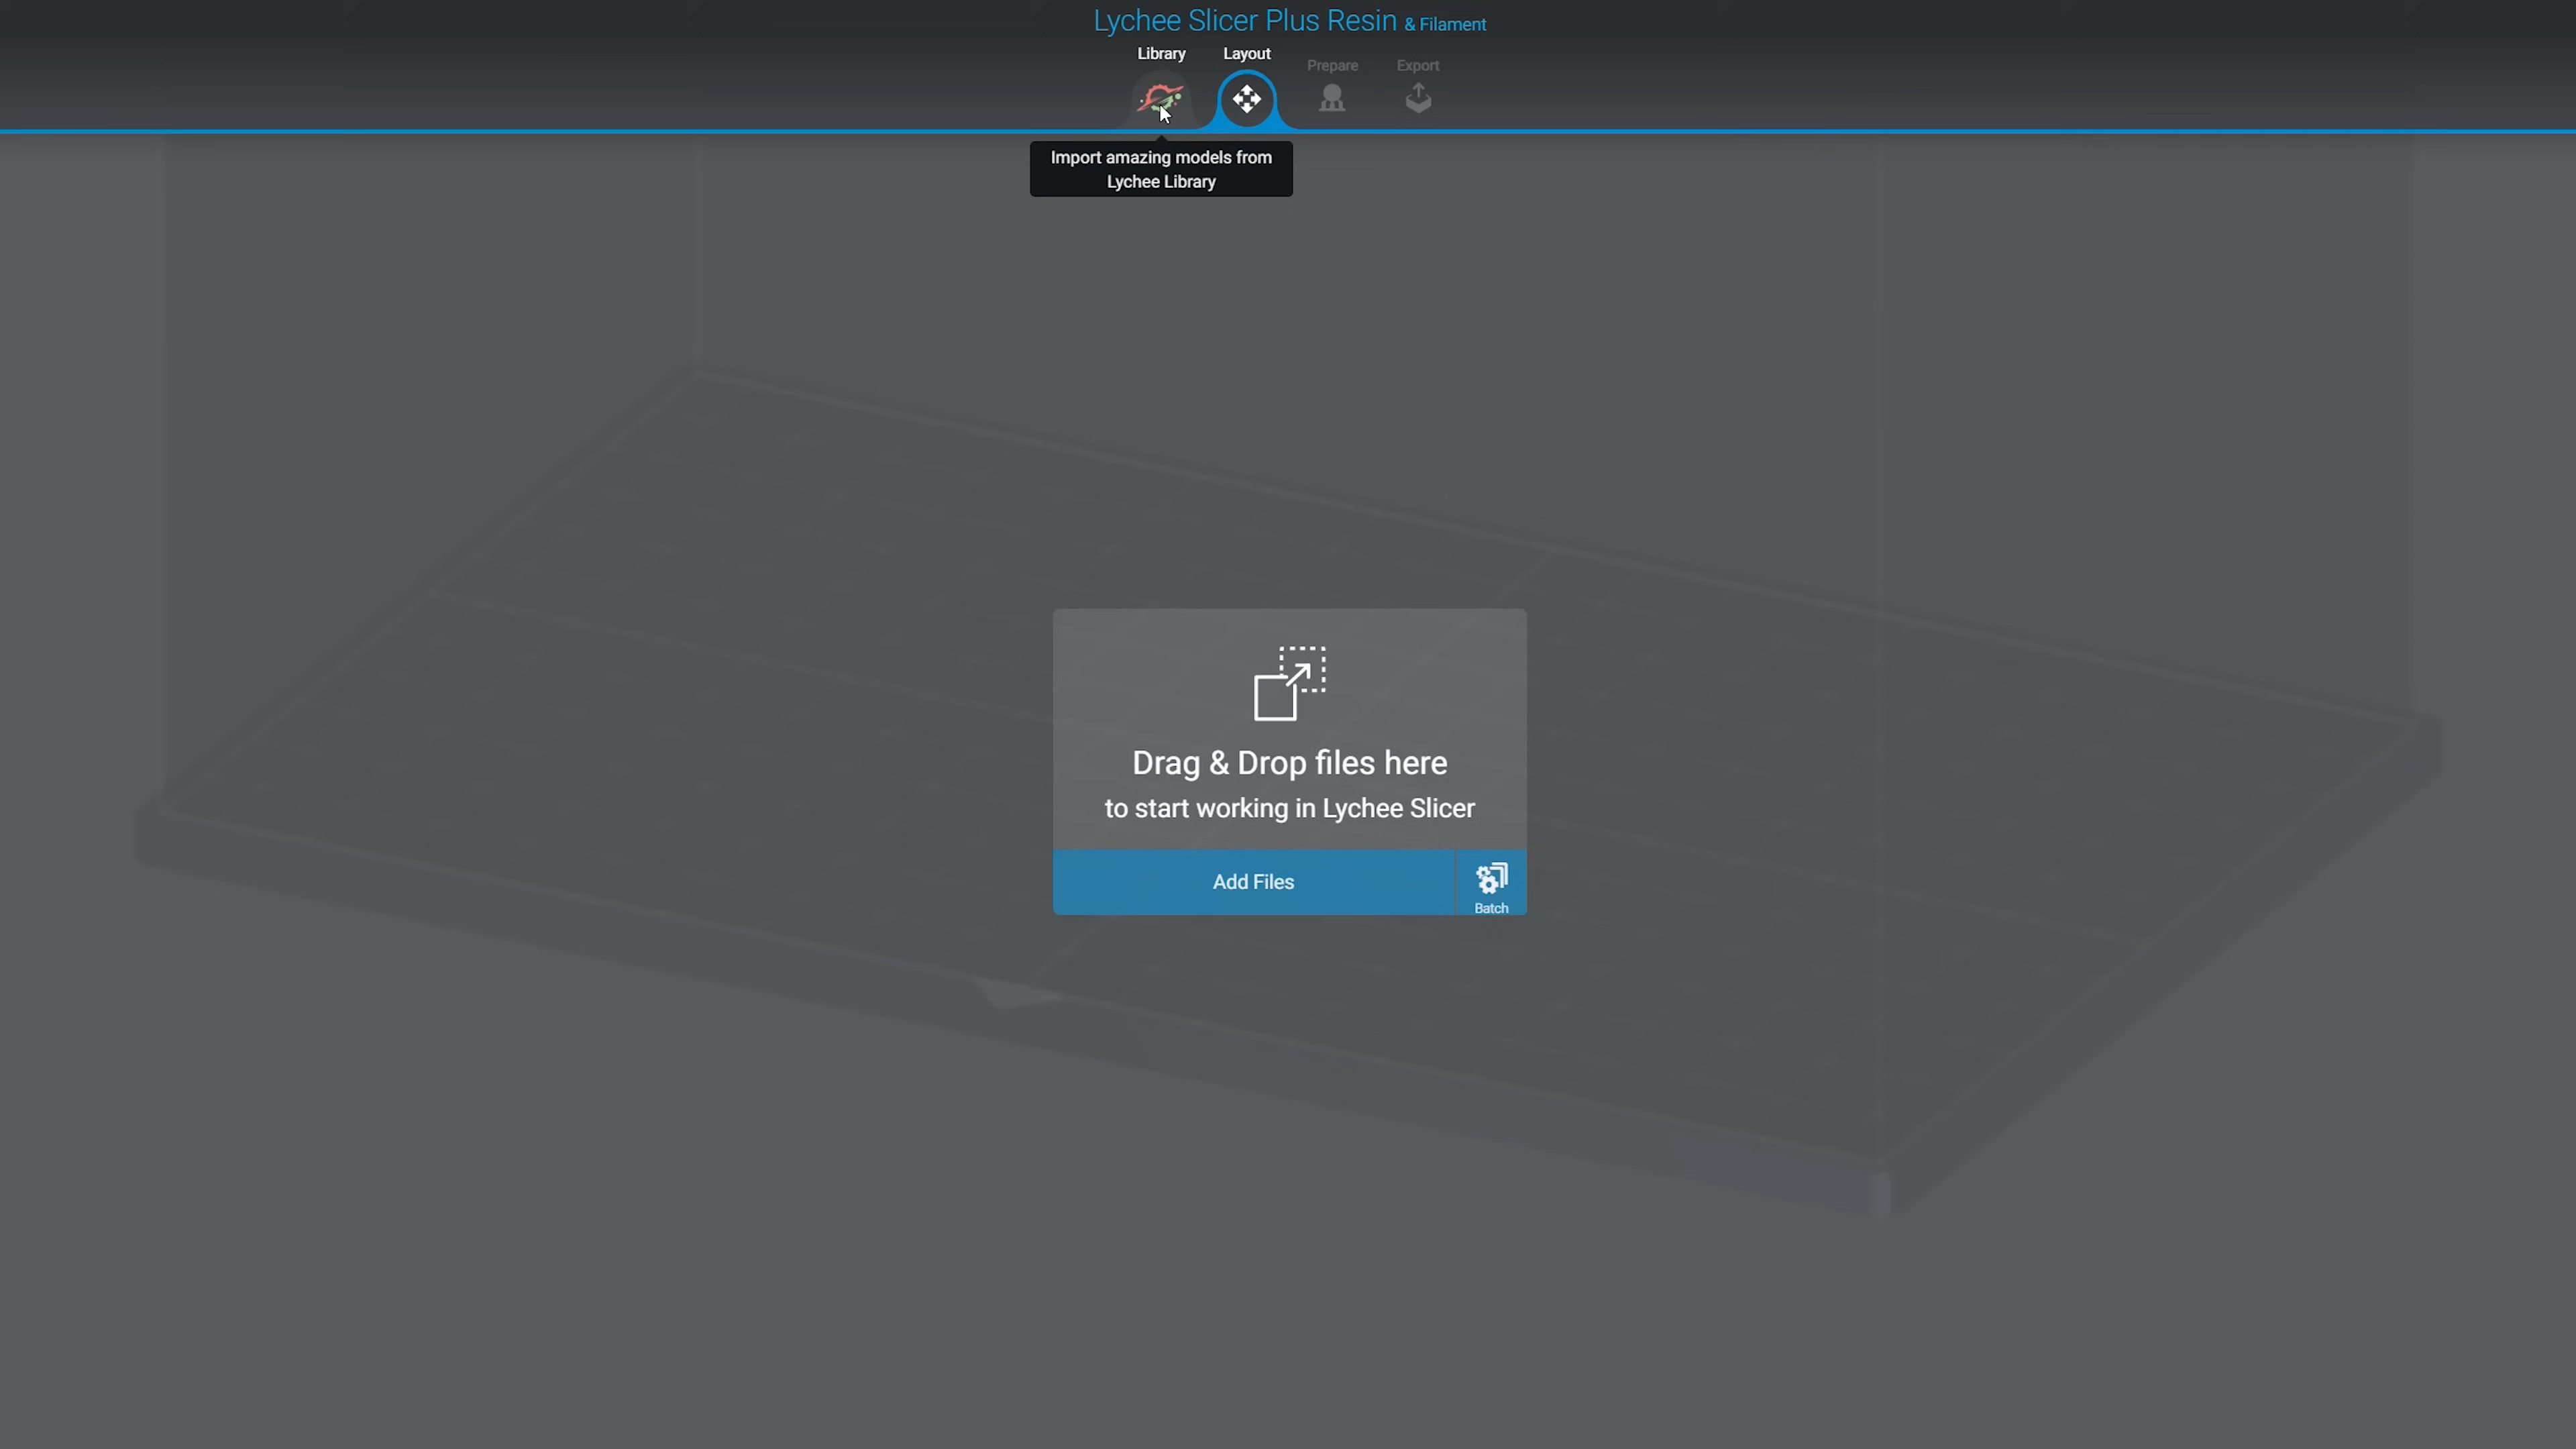 Lychee Slicer Plus Resin & Filament
Library
Layout
Prepare
Export
Import amazing models from
Lychee Library
Drag & Drop files here
to start working in Lychee Slicer
Add Files
Batch